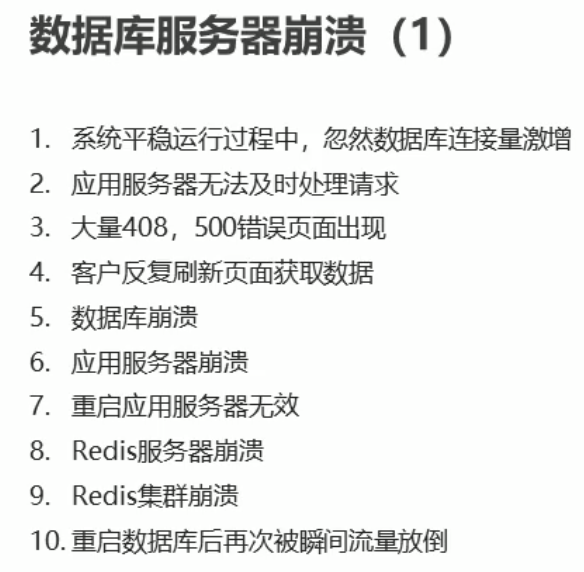 数据库服务器崩溃（1）
1. 系统平稳运行过程中，忽然数据库连接量激增
2. 应用服务器无法及时处理请求
3. 大量408，500错误页面出现
4. 客户反复刷新页面获取数据
5. 数据库崩溃
6. 应用服务器崩溃
7. 重启应用服务器无效
8. Redis服务器崩溃
9. Redis集群崩溃
10. 重启数据库后再次被瞬间流量放倒